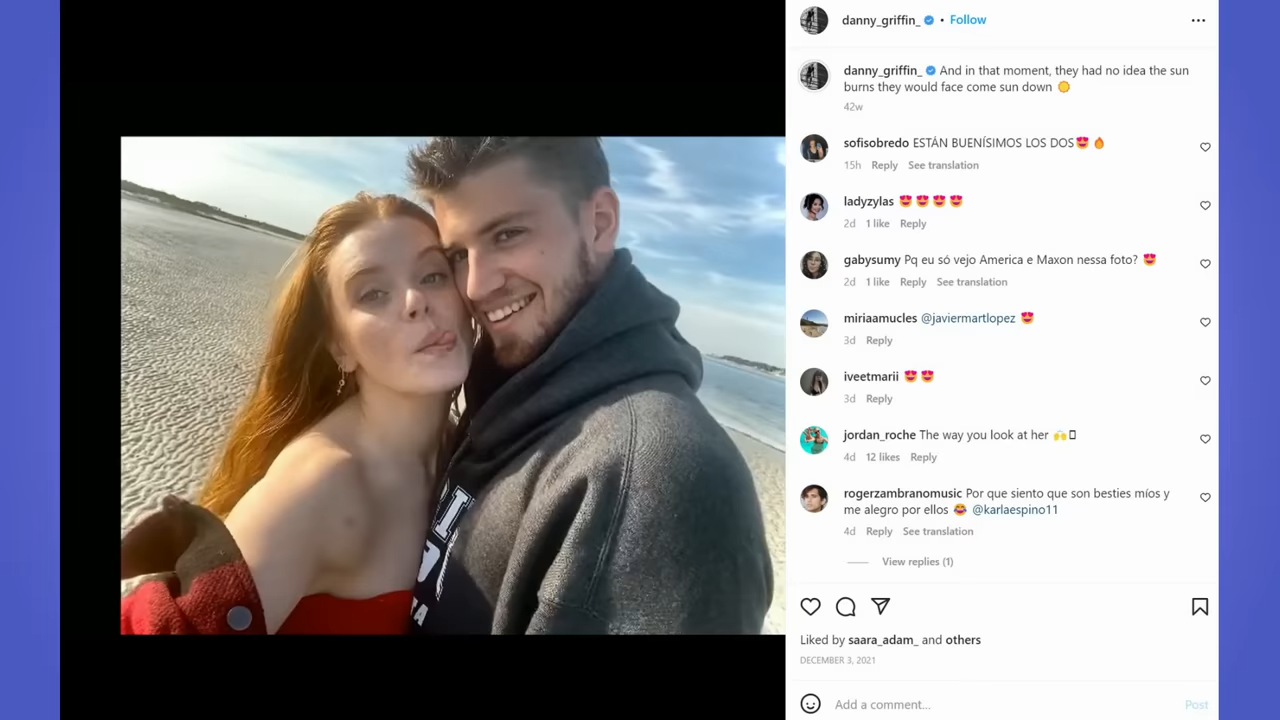 danny_griffin_ • Follow
danny_griffin_ And in that moment, they had no idea the sun
burns they would face come sun down
42w
sofisobredo ESTÁN BUENÍSIMOS LOS DOS😍🔥
15h Reply See translation
ladyzylas 😍😍😍😍
2d 1 like Reply
gabysumy Pq eu só vejo America e Maxon nessa foto? 😍
2d 1 like Reply See translation
miriaamucles @javiermartlopez 😍
3d Reply
iveetmarii 😍😍
3d Reply
jordan_roche The way you look at her 🙌
4d 12 likes Reply
rogerzambranomusic Por que siento que son besties míos y
me alegro por ellos 😂 @karlaespino11
4d Reply See translation
View replies (1)
Liked by saara_adam_ and others
DECEMBER 3, 2021
Add a comment... Post